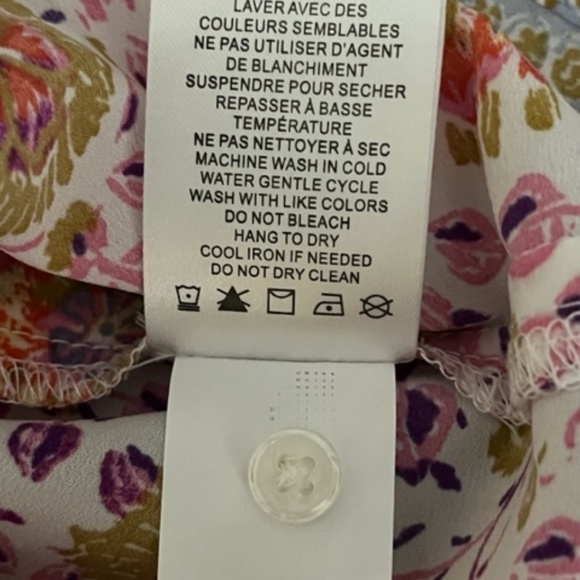 LAVER AVEC DES
COULEURS SEMBLABLES
NE PAS UTILISER D'AGENT
DE BLANCHIMENT
SUSPENDRE POUR SECHER
REPASSER À BASSE
TEMPÉRATURE
NE PAS NETTOYER À SEC
MACHINE WASH IN COLD
WATER GENTLE CYCLE
WASH WITH LIKE COLORS
DO NOT BLEACH
HANG TO DRY
COOL IRON IF NEEDED
DO NOT DRY CLEAN